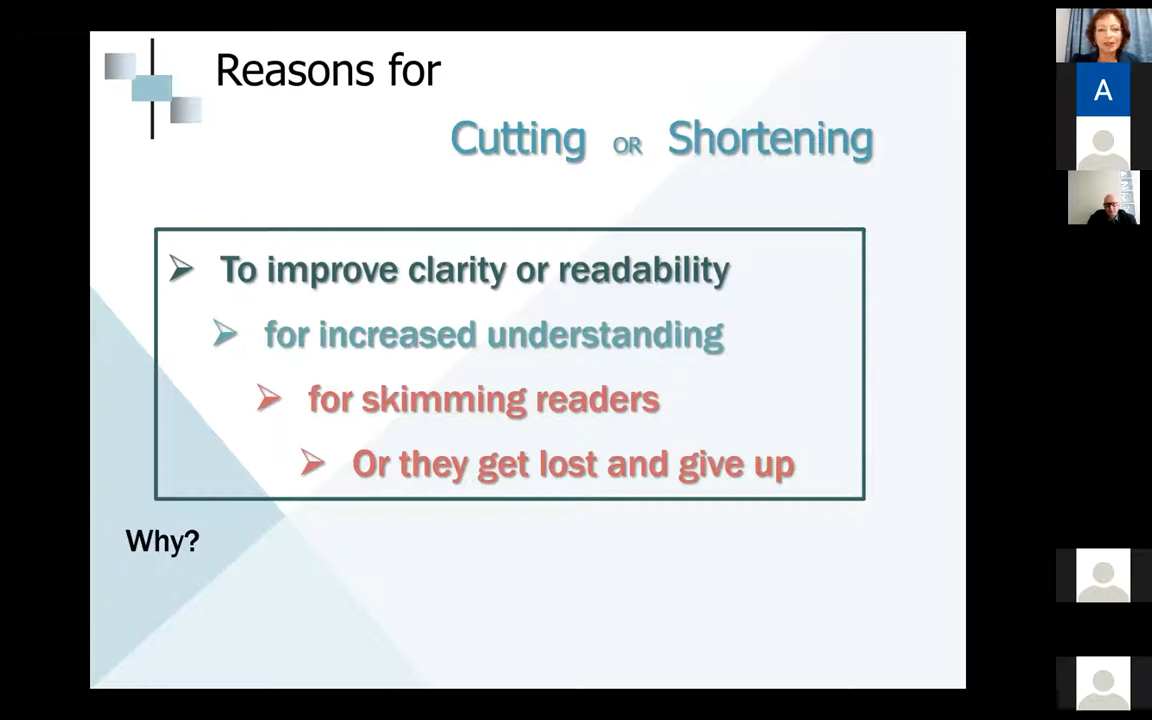 Reasons for
Cutting OR Shortening
To improve clarity or readability
for increased understanding
for skimming readers
Or they get lost and give up
Why?
A